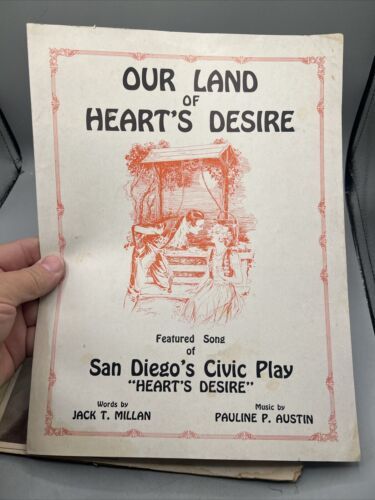 OUR LAND
OF
HEART'S DESIRE
Featured Song
of
San Diego's Civic Play
"HEART'S DESIRE"
Words by
JACK T. MILLAN
Music by
PAULINE P. AUSTIN